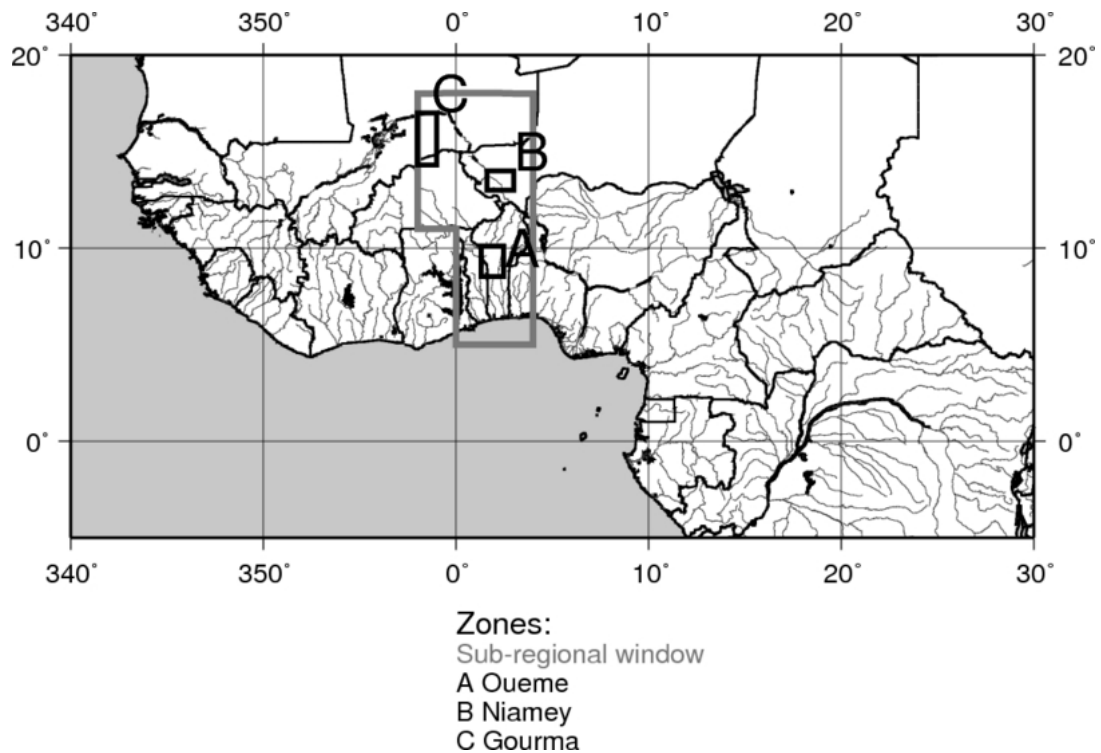 340˚ 350˚ 0˚ 10˚ 20˚ 30˚
20˚ 20˚
C
B
A
10˚ 10˚
0˚ 0˚
340˚ 350˚ 0˚ 10˚ 20˚ 30˚
Zones:
Sub-regional window
A Oueme
B Niamey
C Gourma